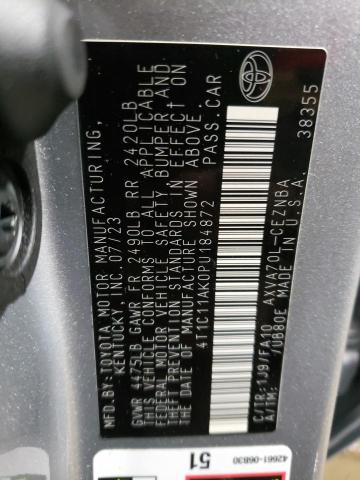 MFD BY: TOYOTA MOTOR MANUFACTURING,
KENTUCKY, INC. 07/23
GVWR 4475LB GAWR FR 2490LB RR 2420LB
THIS VEHICLE CONFORMS TO ALL APPLICABLE
FEDERAL MOTOR VEHICLE SAFETY, BUMPER, AND
THEFT PREVENTION STANDARDS IN EFFECT ON
THE DATE OF MANUFACTURE SHOWN ABOVE.
4T1C11AK0PU184872 PASS.CAR
C/TR:1J9/FA10 AXVA70L-CEZNBA
A/TM: /UB80E MADE IN U.S.A.
38355
42661-06B30
51